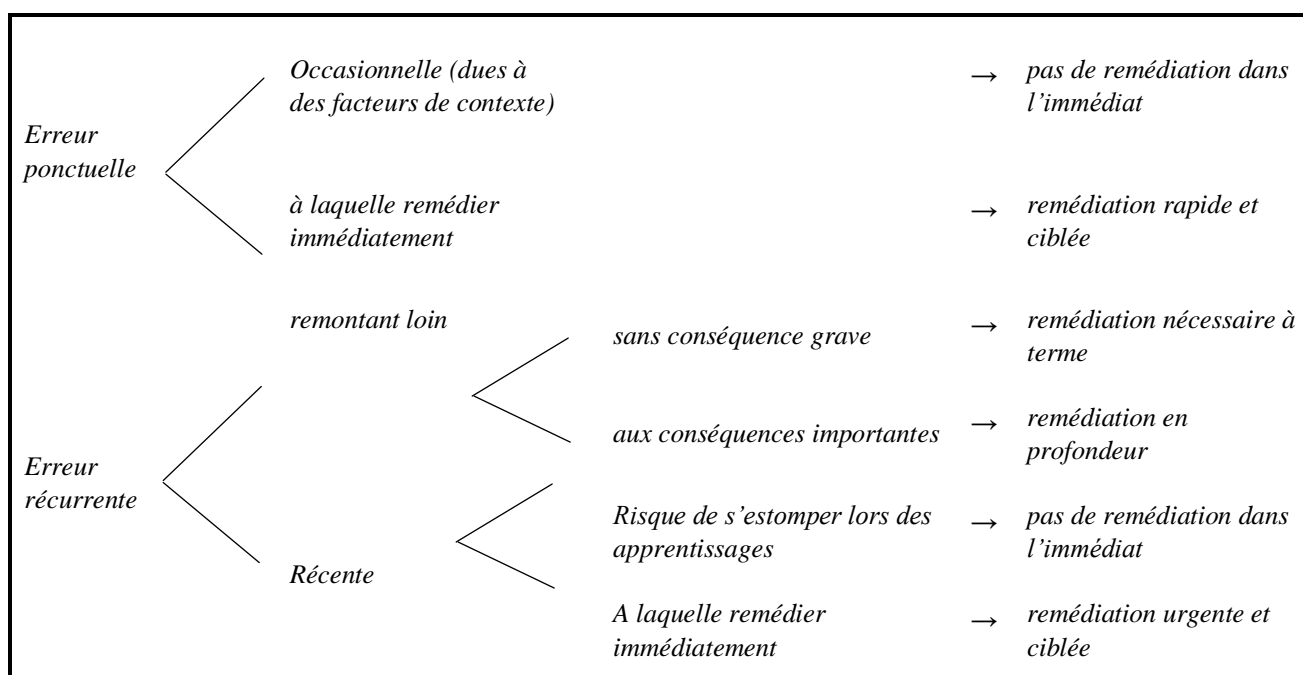 Occasionnelle (dues à
des facteurs de contexte)
→ pas de remédiation dans
l’immédiat
Erreur
ponctuelle
à laquelle remédier
immédiatement
→ remédiation rapide et
ciblée
remontant loin
sans conséquence grave
→ remédiation nécessaire à
terme
aux conséquences importantes
→ remédiation en
profondeur
Erreur
récurrente
Risque de s’estomper lors des
apprentissages
→ pas de remédiation dans
l’immédiat
Récente
A laquelle remédier
immédiatement
→ remédiation urgente et
ciblée